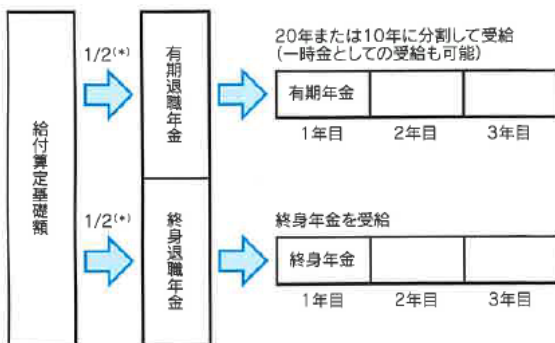 給付算定基礎額
1/2(*)
有期退職年金
20年または10年に分割して受給
(一時金としての受給も可能)
有期年金
1年目 2年目 3年目
1/2(*)
終身退職年金
終身年金を受給
終身年金
1年目 2年目 3年目